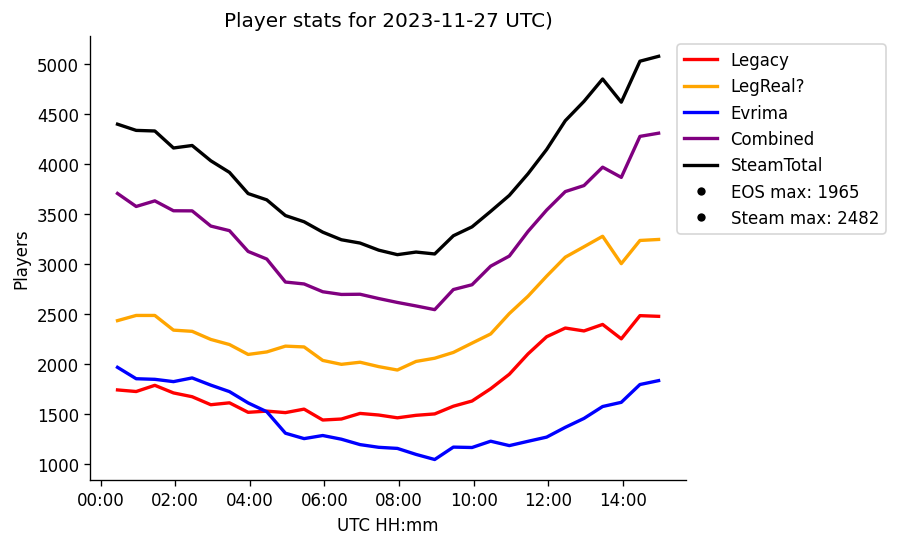 Player stats for 2023-11-27 UTC)
Players
5000
4500
4000
3500
3000
2500
2000
1500
1000
00:00 02:00 04:00 06:00 08:00 10:00 12:00 14:00
UTC HH:mm
Legacy
LegReal?
Evrima
Combined
SteamTotal
EOS max: 1965
Steam max: 2482